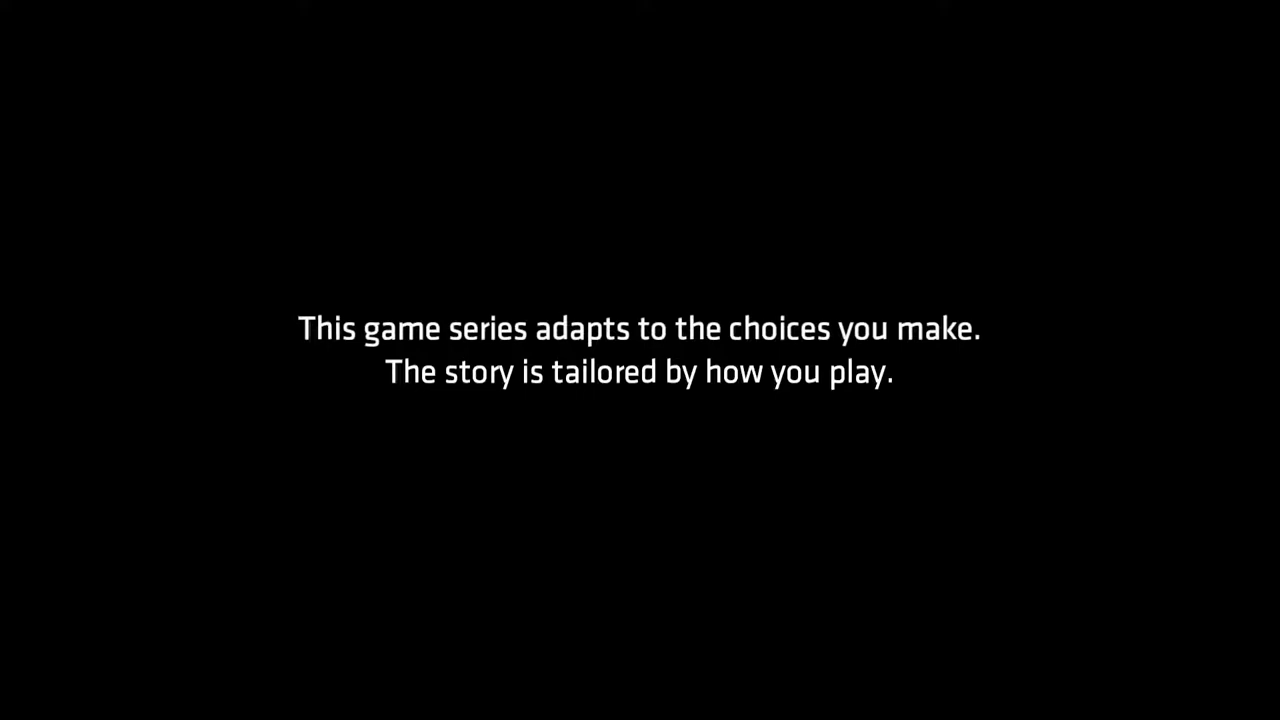 This game series adapts to the choices you make.
The story is tailored by how you play.